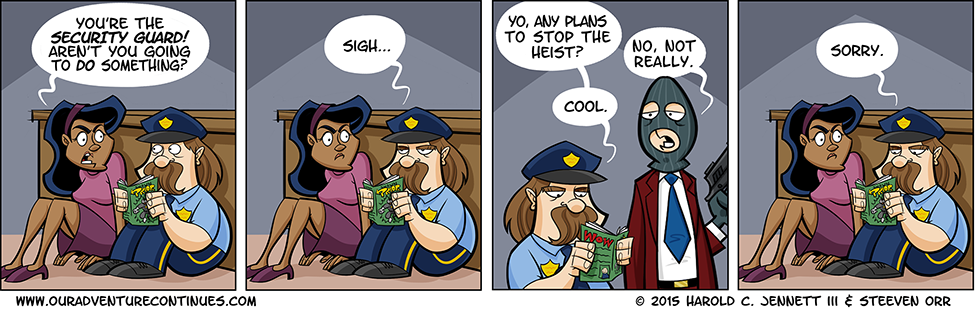 YOU'RE THE
SECURITY GUARD!
AREN'T YOU GOING
TO DO SOMETHING?
SIGH...
YO, ANY PLANS
TO STOP THE
HEIST?
NO, NOT
REALLY.
COOL.
WOW
SORRY.
WWW.OURADVENTURECONTINUES.COM
© 2015 HAROLD C. JENNETT III & STEEVEN ORR